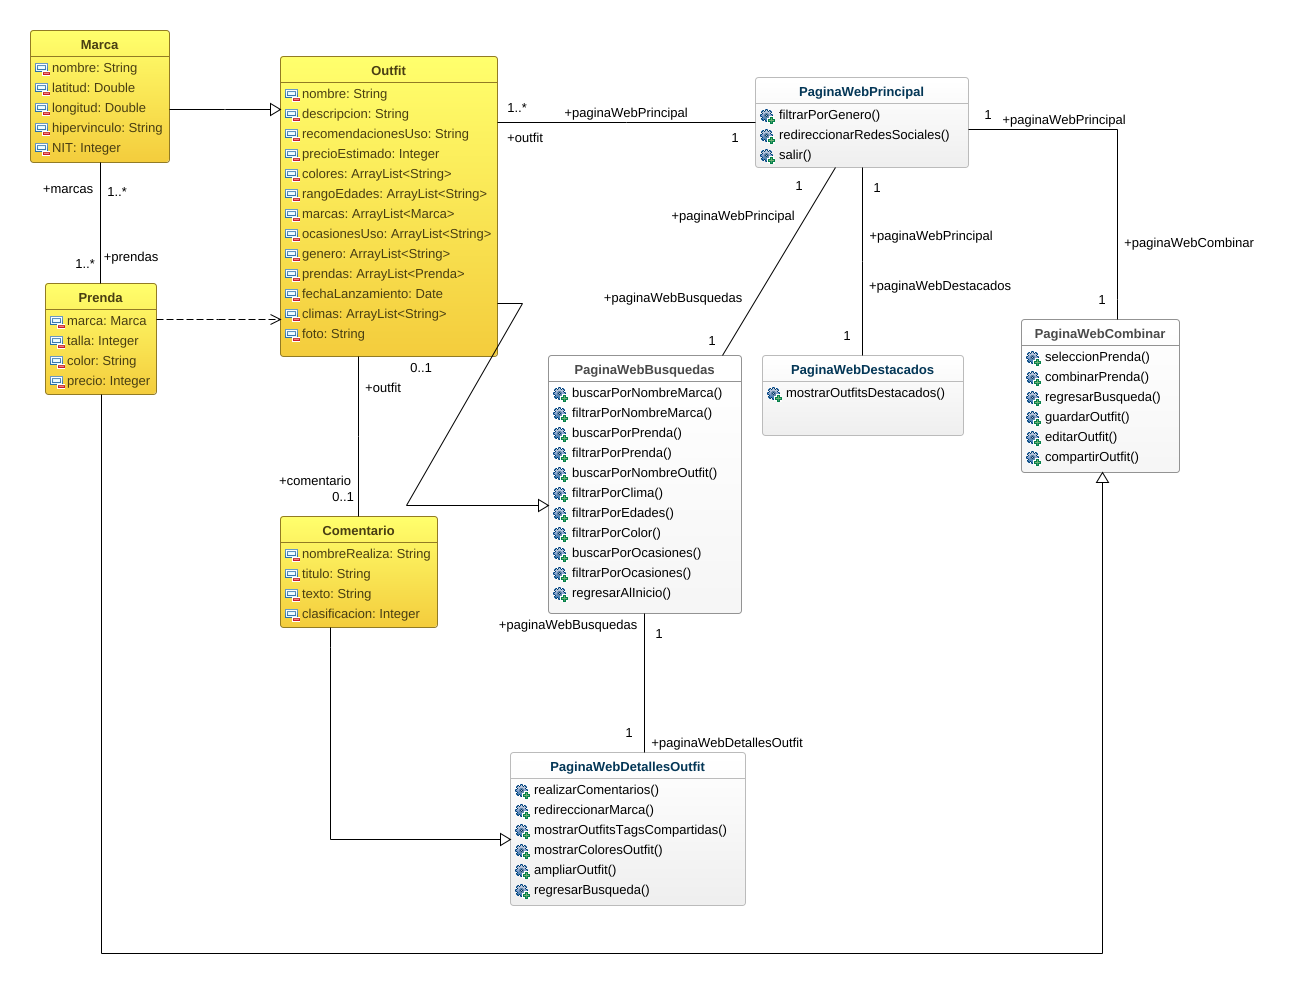 Marca
nombre: String
latitud: Double
longitud: Double
hipervinculo: String
NIT: Integer
+marcas
1..*
1..*
+prendas
Prenda
marca: Marca
talla: Integer
color: String
precio: Integer
Outfit
nombre: String
descripcion: String
recomendacionesUso: String
precioEstimado: Integer
colores: ArrayList<String>
rangoEdades: ArrayList<String>
marcas: ArrayList<Marca>
ocasionesUso: ArrayList<String>
genero: ArrayList<String>
prendas: ArrayList<Prenda>
fechaLanzamiento: Date
climas: ArrayList<String>
foto: String
1..*
+paginaWebPrincipal
+outfit
1
0..1
+outfit
+comentario
0..1
Comentario
nombreRealiza: String
titulo: String
texto: String
clasificacion: Integer
PaginaWebPrincipal
filtrarPorGenero()
redireccionarRedesSociales()
salir()
1
+paginaWebPrincipal
+paginaWebCombinar
1
1
+paginaWebPrincipal
+paginaWebBusquedas
1
1
+paginaWebPrincipal
+paginaWebDestacados
1
PaginaWebBusquedas
buscarPorNombreMarca()
filtrarPorNombreMarca()
buscarPorPrenda()
filtrarPorPrenda()
buscarPorNombreOutfit()
filtrarPorClima()
filtrarPorEdades()
filtrarPorColor()
buscarPorOcasiones()
filtrarPorOcasiones()
regresarAlInicio()
PaginaWebDestacados
mostrarOutfitsDestacados()
PaginaWebCombinar
seleccionPrenda()
combinarPrenda()
regresarBusqueda()
guardarOutfit()
editarOutfit()
compartirOutfit()
+paginaWebBusquedas
1
1
+paginaWebDetallesOutfit
PaginaWebDetallesOutfit
realizarComentarios()
redireccionarMarca()
mostrarOutfitsTagsCompartidas()
mostrarColoresOutfit()
ampliarOutfit()
regresarBusqueda()